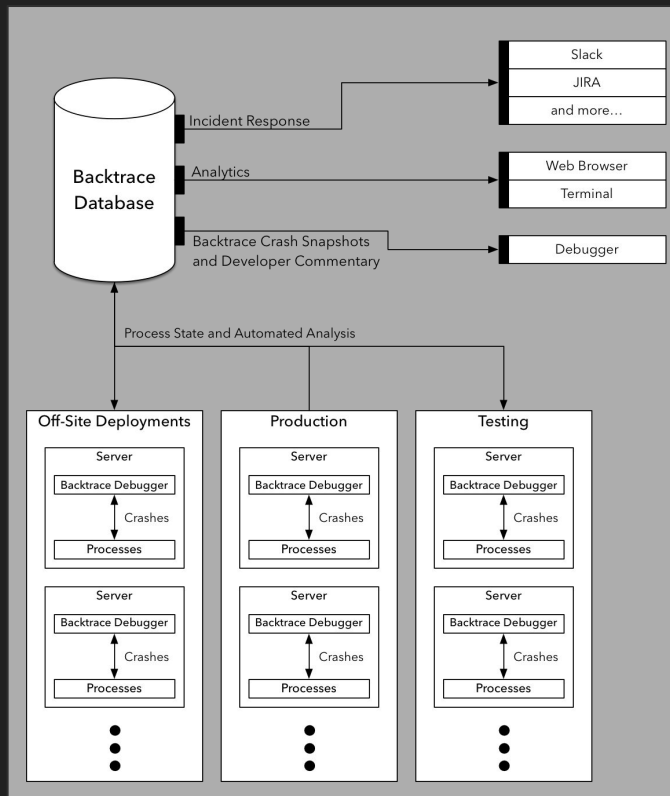 Slack
JIRA
and more…
Incident Response
Backtrace
Database
Analytics
Web Browser
Terminal
Backtrace Crash Snapshots
and Developer Commentary
Debugger
Process State and Automated Analysis
Off-Site Deployments
Server
Backtrace Debugger
Crashes
Processes
Server
Backtrace Debugger
Crashes
Processes
Production
Server
Backtrace Debugger
Crashes
Processes
Server
Backtrace Debugger
Crashes
Processes
Testing
Server
Backtrace Debugger
Crashes
Processes
Server
Backtrace Debugger
Crashes
Processes